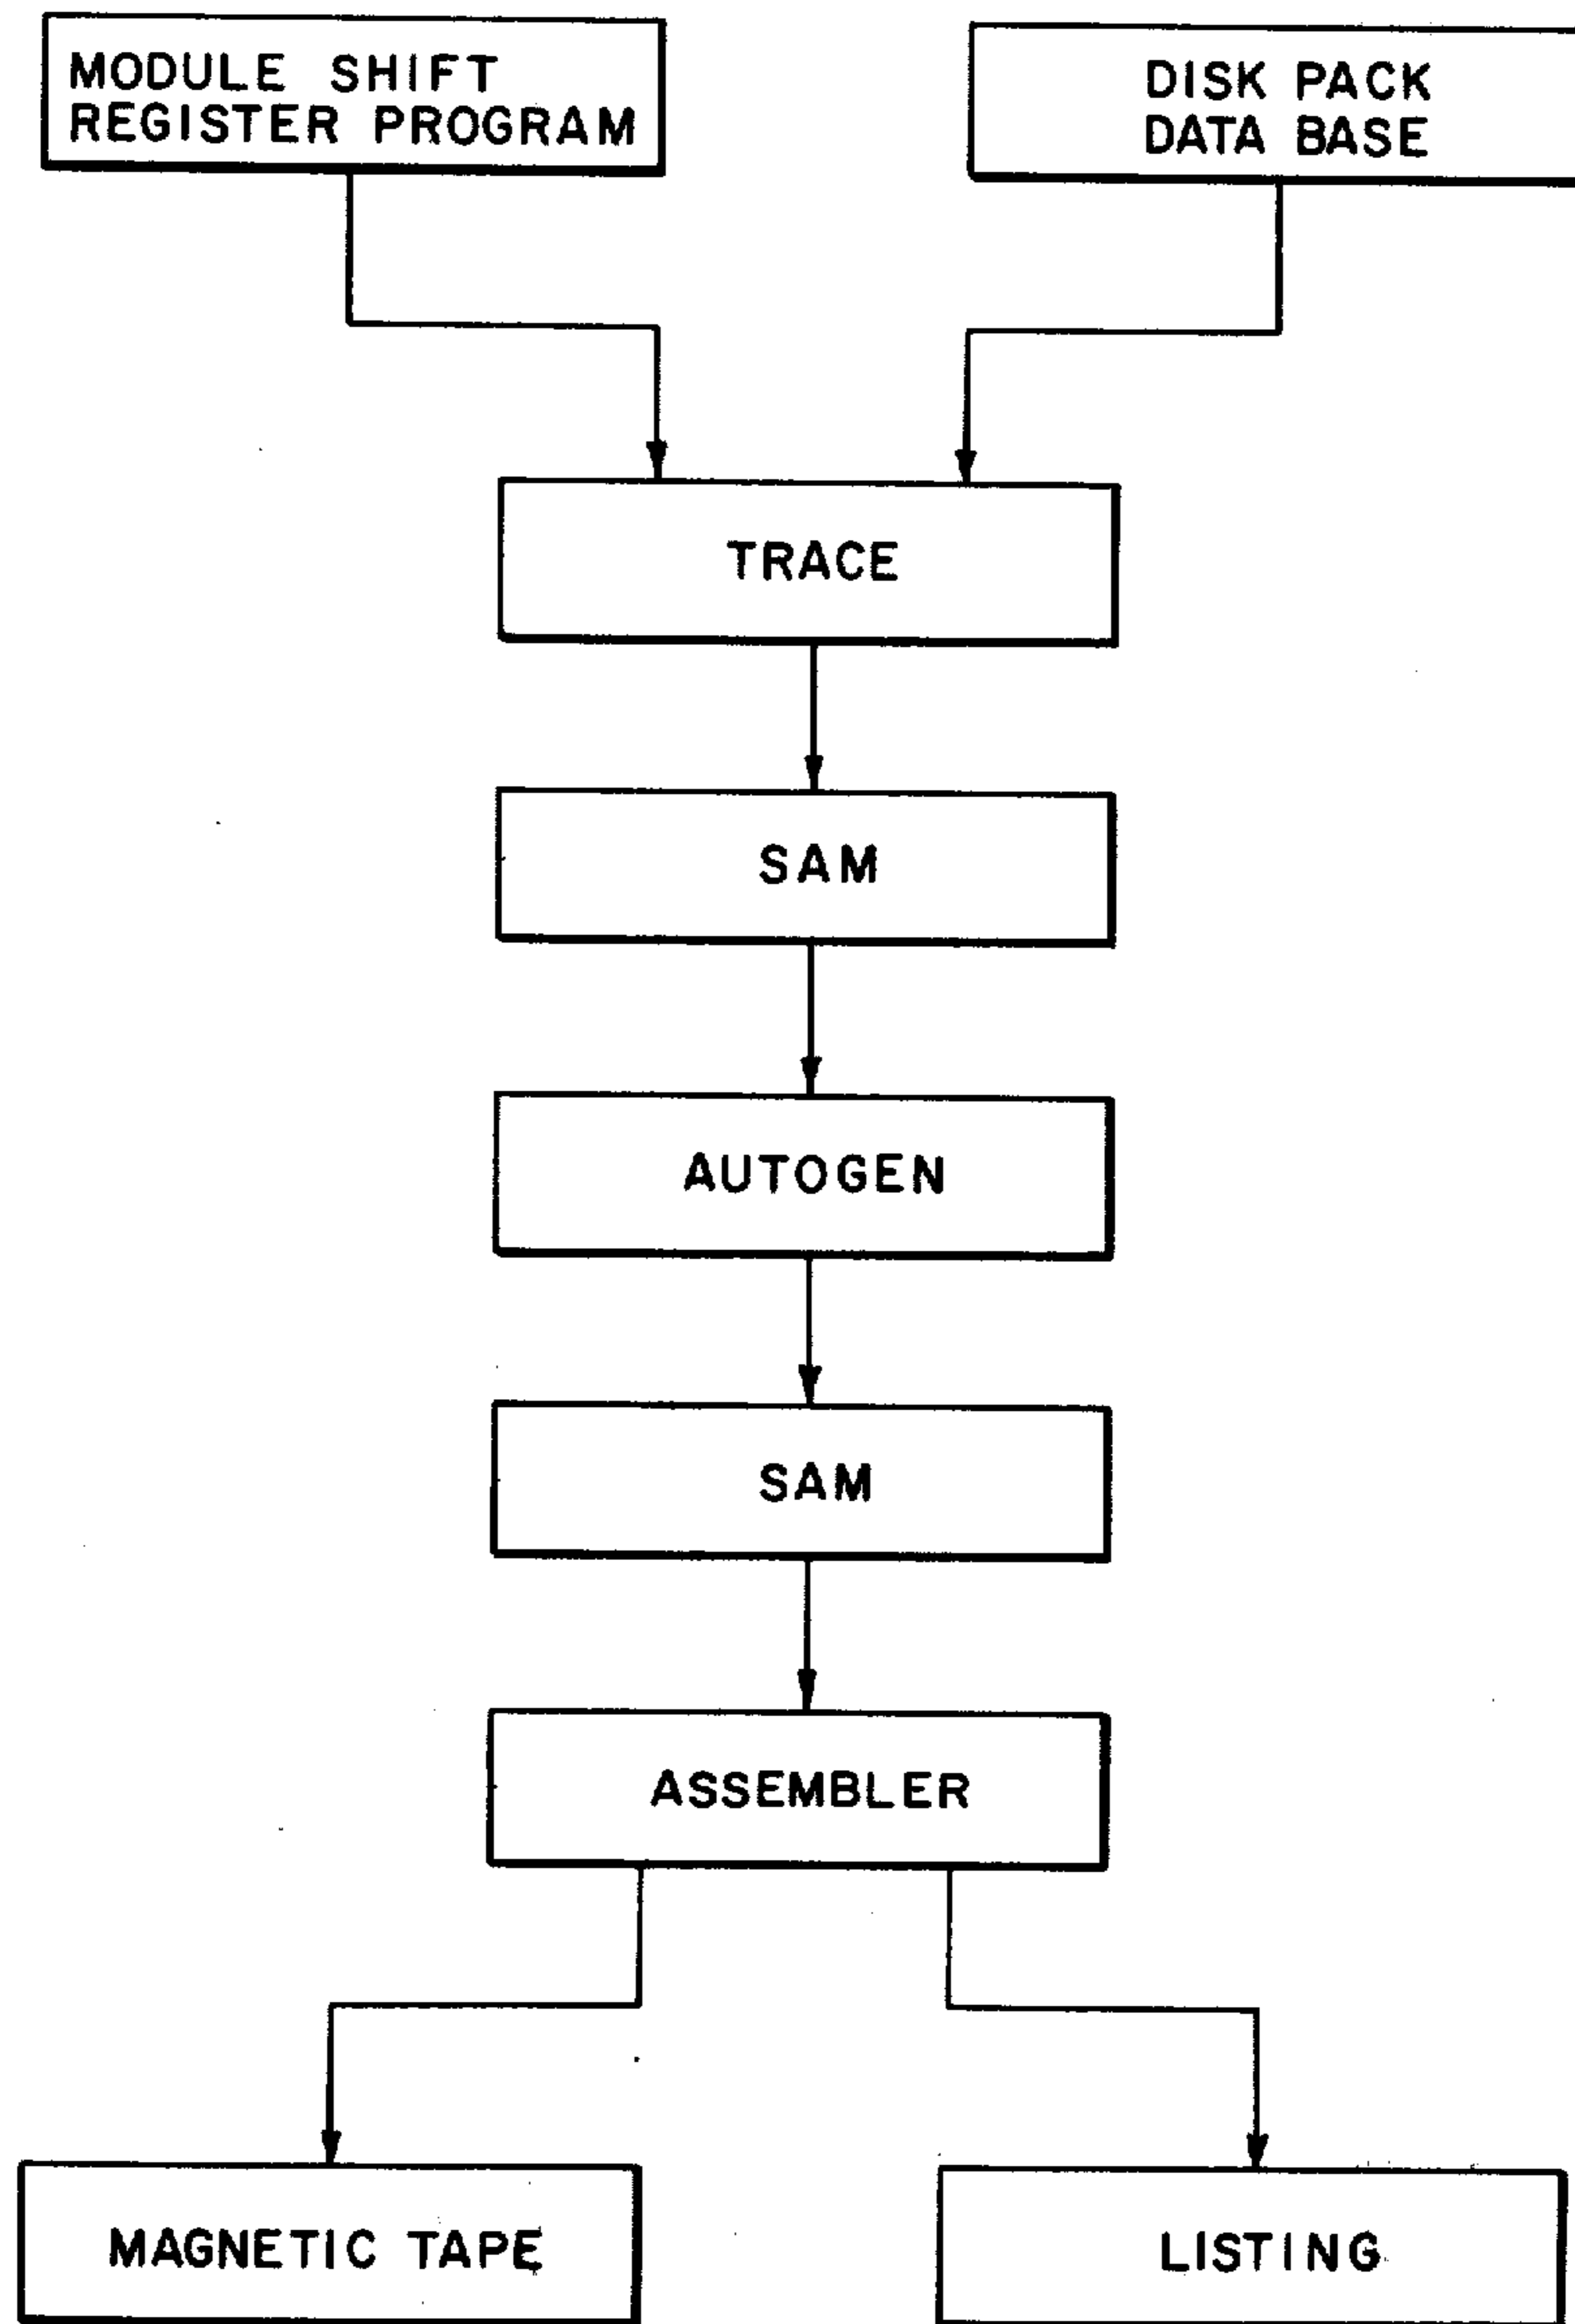 MODULE SHIFT
REGISTER PROGRAM
DISK PACK
DATA BASE
TRACE
SAM
AUTOGEN
SAM
ASSEMBLER
MAGNETIC TAPE
LISTING